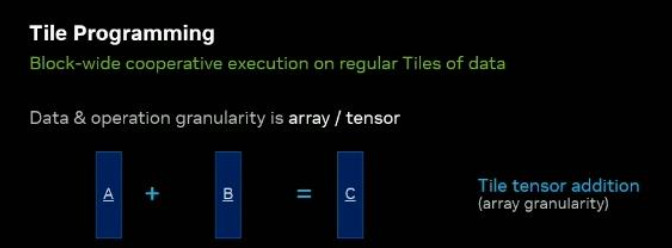 Tile Programming
Block-wide cooperative execution on regular Tiles of data
Data & operation granularity is array / tensor
A + B = C
Tile tensor addition
(array granularity)